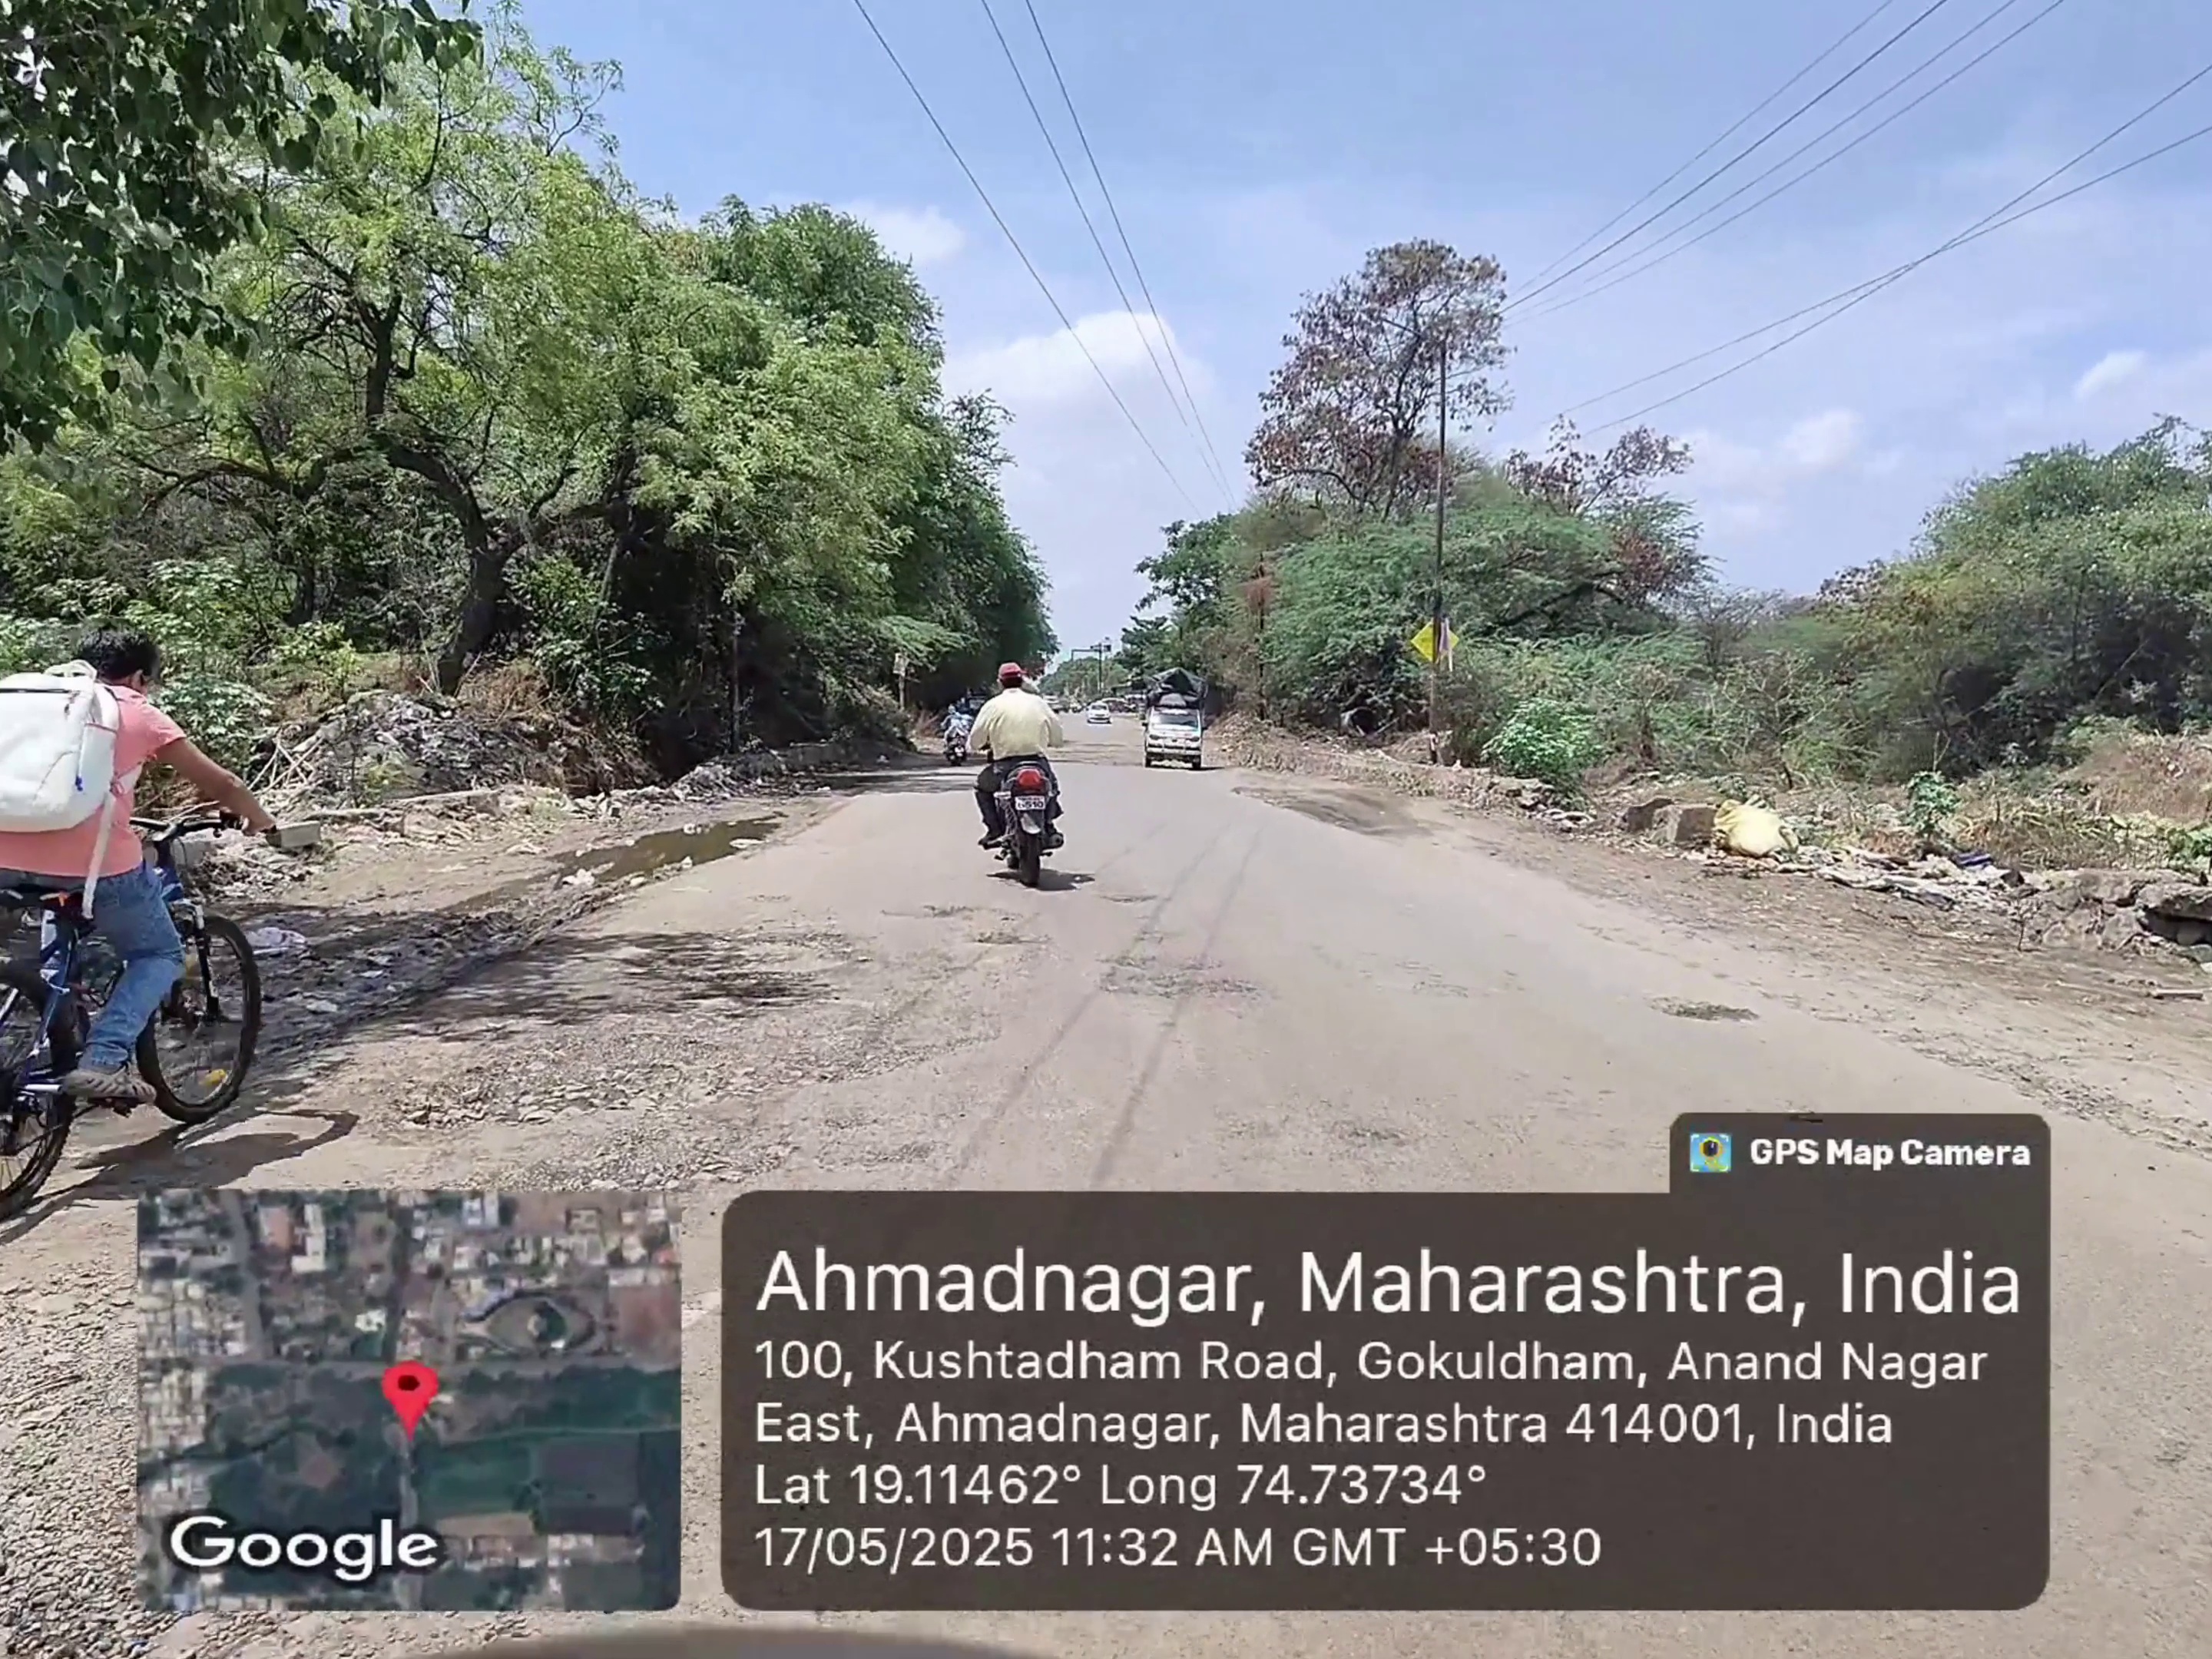 GPS Map Camera
Ahmadnagar, Maharashtra, India
100, Kushtadham Road, Gokuldham, Anand Nagar
East, Ahmadnagar, Maharashtra 414001, India
Lat 19.11462° Long 74.73734°
17/05/2025 11:32 AM GMT +05:30
Google